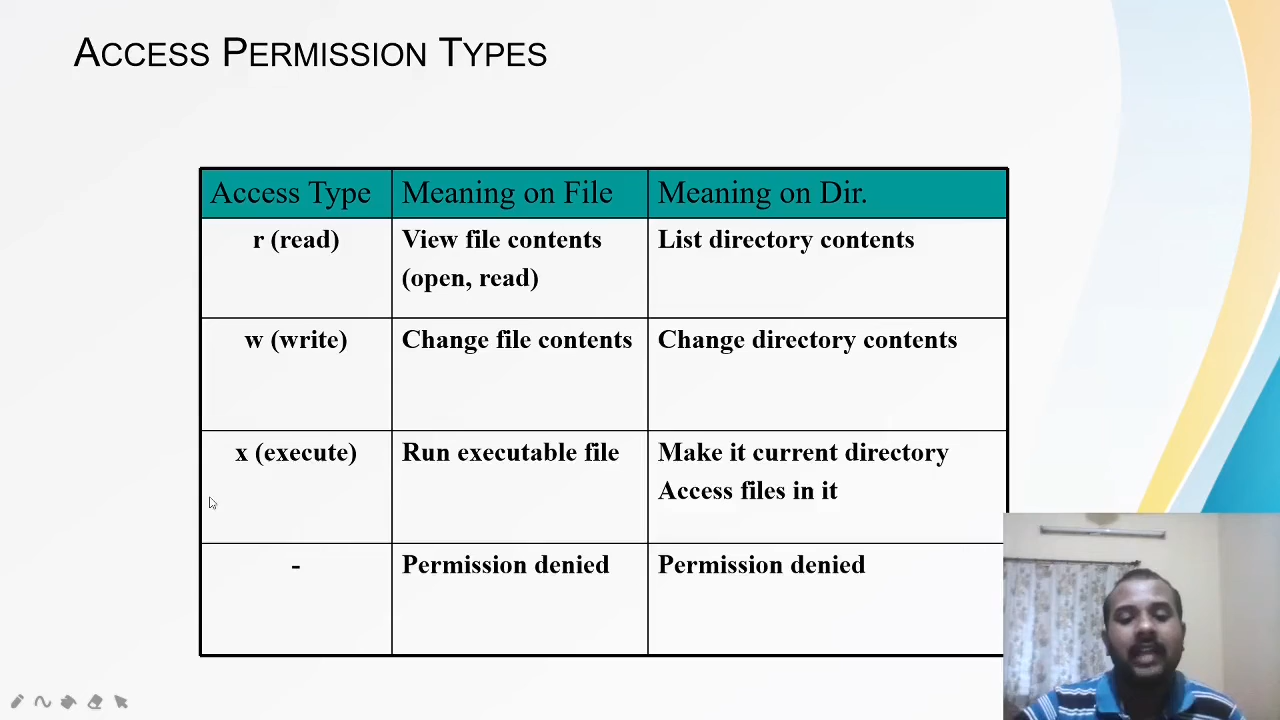 ACCESS PERMISSION TYPES
Access Type Meaning on File Meaning on Dir.
r (read) View file contents List directory contents
(open, read)
w (write) Change file contents Change directory contents
x (execute) Run executable file Make it current directory
Access files in it
- Permission denied Permission denied